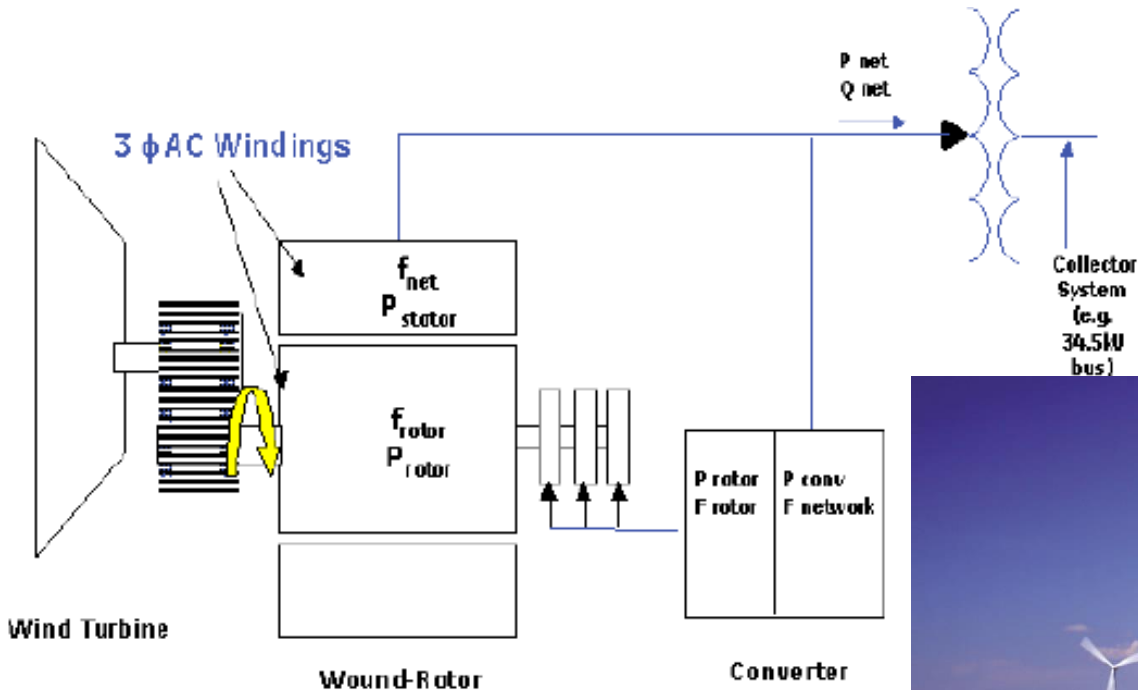 P net
Q net
3 ϕ AC Windings
f net
P stator
Collector
System
(e.g.
34.5kV
bus)
f rotor
P rotor
P rotor
F rotor
P conv
F network
Wind Turbine
Wound-Rotor
Converter